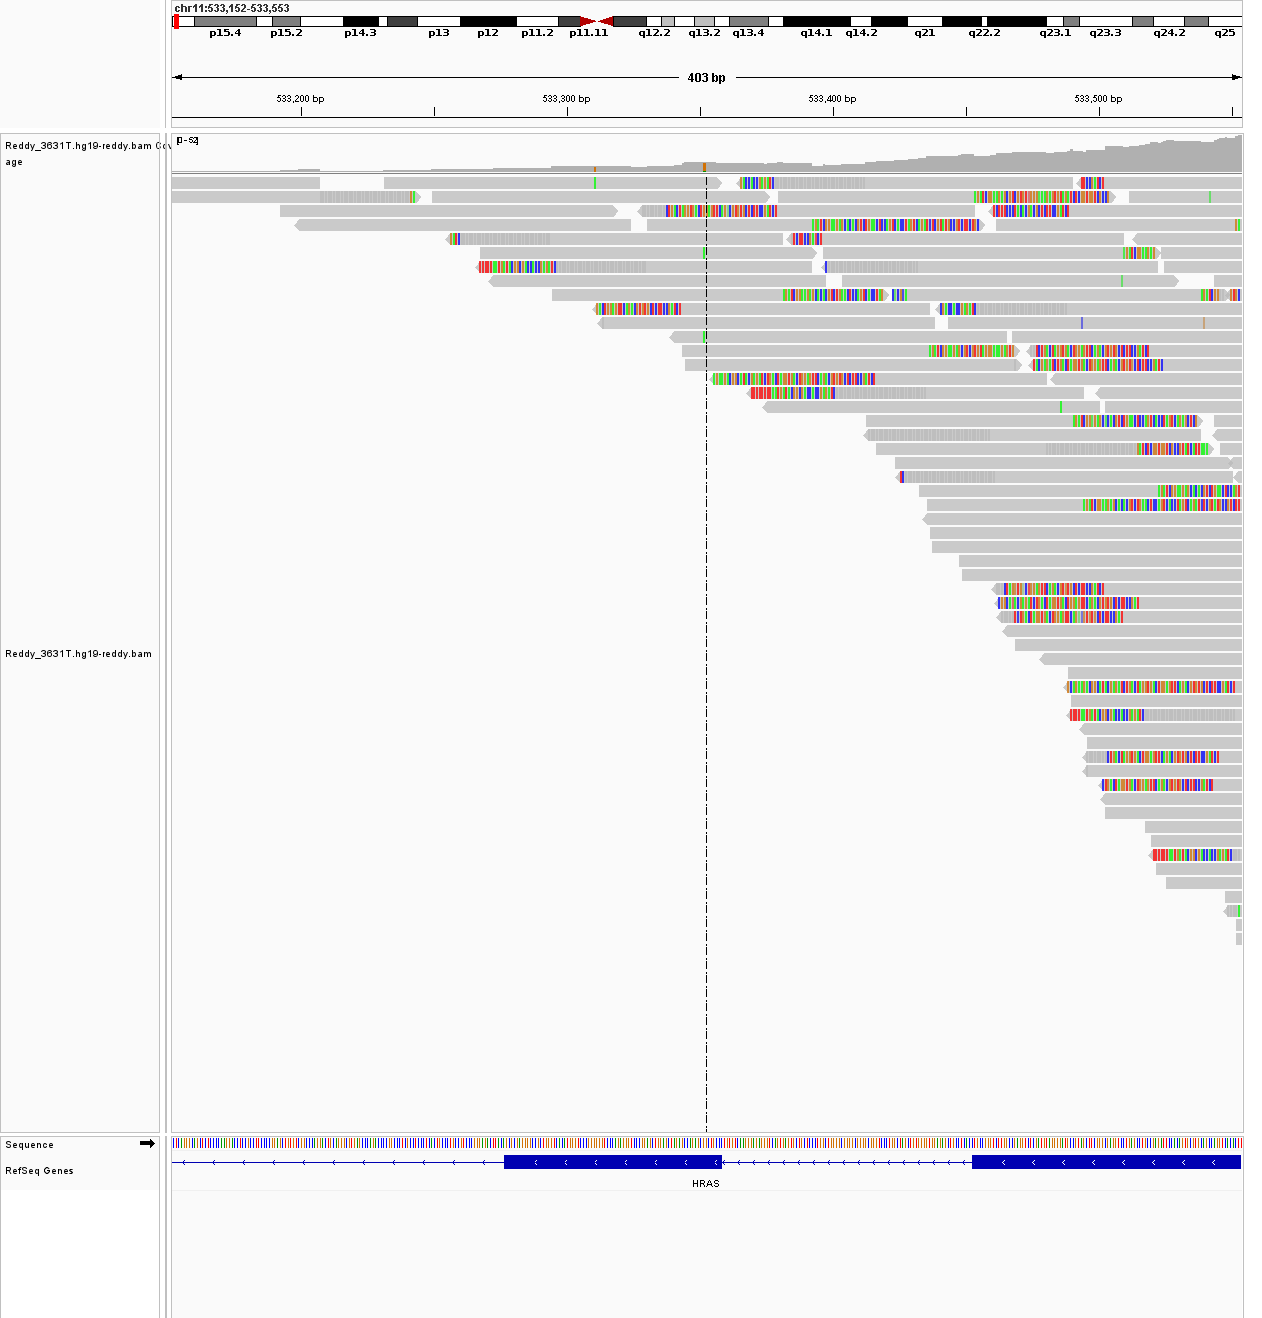 chr11:533,152-533,553
p15.4 p15.2 p14.3 p13 p12 p11.2 p11.11 q12.2 q13.2 q13.4 q14.1 q14.2 q21 q22.2 q23.1 q23.3 q24.2 q25
403 bp
533,200 bp 533,300 bp 533,400 bp 533,500 bp
[0-52]
Reddy_3631T.hg19-reddy.bam Cov
age
Reddy_3631T.hg19-reddy.bam
Sequence
RefSeq Genes
HRAS